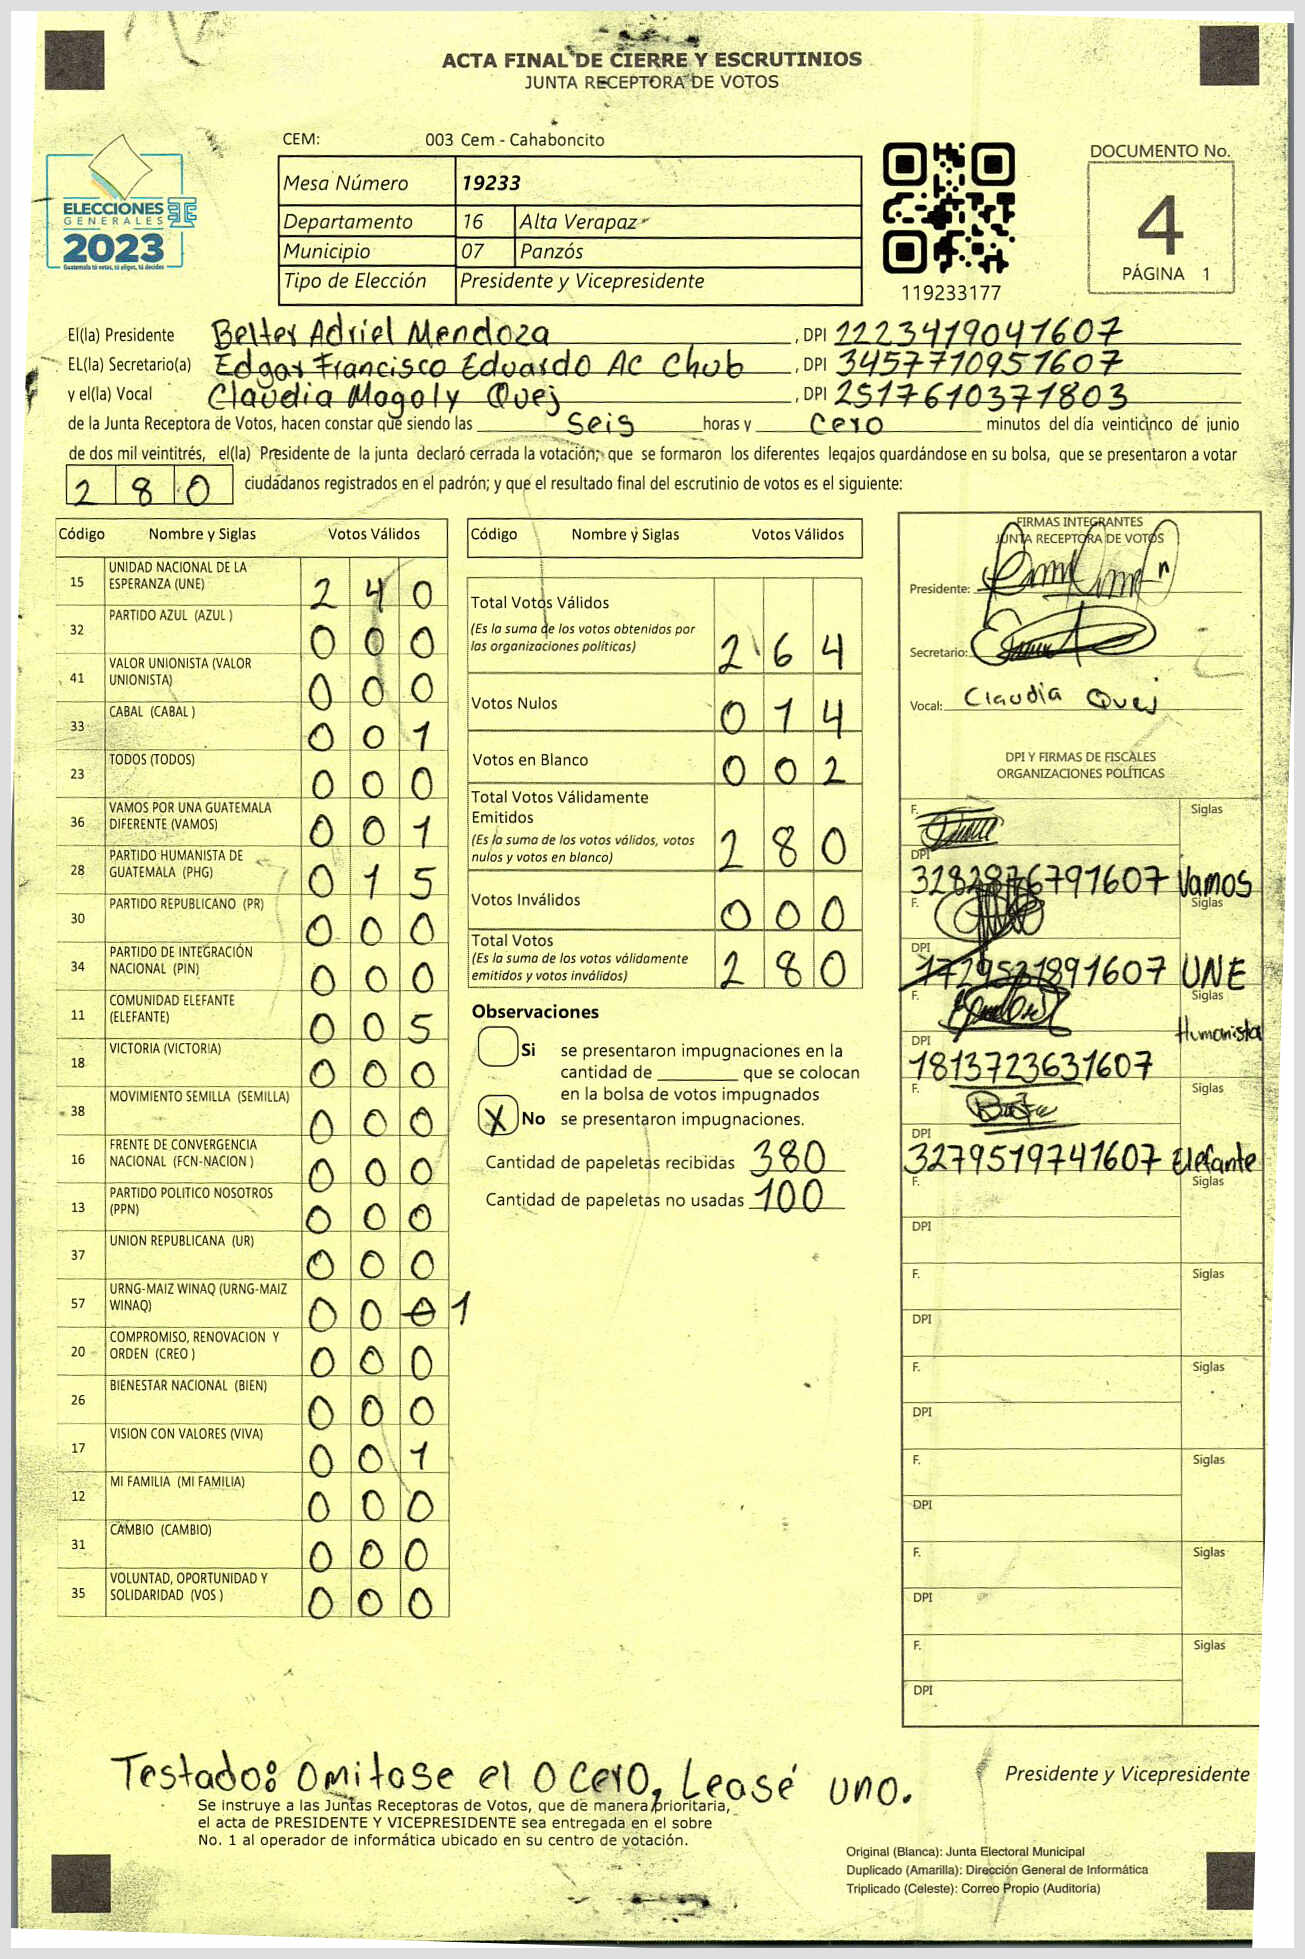 ACTA FINAL DE CIERRE Y ESCRUTINIOS
JUNTA RECEPTORA DE VOTOS
CEM: 003 Cem - Cahaboncito
Mesa Número 19233
Departamento 16 Alta Verapaz
Municipio 07 Panzós
Tipo de Elección Presidente y Vicepresidente
ELECCIONES
GENERALES
2023
Guatemala tú votas, tú eliges, tú decides
119233177
DOCUMENTO No.
4
PÁGINA 1
El(la) Presidente Belter Adriel Mendoza, DPI 2223419041607
EL(la) Secretario(a) Edgar Francisco Eduardo Ac Chub, DPI 3457710951607
y el(la) Vocal Claudia Magoly Quej, DPI 2517610371803
de la Junta Receptora de Votos, hacen constar que siendo las Seis horas y Cero minutos del día veinticinco de junio
de dos mil veintitrés, el(la) Presidente de la junta declaró cerrada la votación; que se formaron los diferentes legajos guardándose en su bolsa, que se presentaron a votar
2 8 0 ciudadanos registrados en el padrón; y que el resultado final del escrutinio de votos es el siguiente:
Código Nombre y Siglas Votos Válidos
15 UNIDAD NACIONAL DE LA ESPERANZA (UNE) 2 4 0
32 PARTIDO AZUL (AZUL ) 0 0 0
41 VALOR UNIONISTA (VALOR UNIONISTA) 0 0 0
33 CABAL (CABAL ) 0 0 1
23 TODOS (TODOS) 0 0 0
36 VAMOS POR UNA GUATEMALA DIFERENTE (VAMOS) 0 0 1
28 PARTIDO HUMANISTA DE GUATEMALA (PHG) 0 1 5
30 PARTIDO REPUBLICANO (PR) 0 0 0
34 PARTIDO DE INTEGRACIÓN NACIONAL (PIN) 0 0 0
11 COMUNIDAD ELEFANTE (ELEFANTE) 0 0 5
18 VICTORIA (VICTORIA) 0 0 0
38 MOVIMIENTO SEMILLA (SEMILLA) 0 0 0
16 FRENTE DE CONVERGENCIA NACIONAL (FCN-NACION ) 0 0 0
13 PARTIDO POLITICO NOSOTROS (PPN) 0 0 0
37 UNION REPUBLICANA (UR) 0 0 0
57 URNG-MAIZ WINAQ (URNG-MAIZ WINAQ) 0 0 0 1
20 COMPROMISO, RENOVACION Y ORDEN (CREO ) 0 0 0
26 BIENESTAR NACIONAL (BIEN) 0 0 0
17 VISION CON VALORES (VIVA) 0 0 1
12 MI FAMILIA (MI FAMILIA) 0 0 0
31 CAMBIO (CAMBIO) 0 0 0
35 VOLUNTAD, OPORTUNIDAD Y SOLIDARIDAD (VOS ) 0 0 0
Código Nombre y Siglas Votos Válidos
Total Votos Válidos
(Es la suma de los votos obtenidos por
las organizaciones políticas) 2 6 4
Votos Nulos 0 1 4
Votos en Blanco 0 0 2
Total Votos Válidamente
Emitidos
(Es la suma de los votos válidos, votos
nulos y votos en blanco) 2 8 0
Votos Inválidos 0 0 0
Total Votos
(Es la suma de los votos válidamente
emitidos y votos inválidos) 2 8 0
Observaciones
Si se presentaron impugnaciones en la
cantidad de ________ que se colocan
en la bolsa de votos impugnados
X No se presentaron impugnaciones.
Cantidad de papeletas recibidas 380
Cantidad de papeletas no usadas 100
FIRMAS INTEGRANTES
JUNTA RECEPTORA DE VOTOS
Presidente:
Secretario:
Vocal: Claudia Quej
DPI Y FIRMAS DE FISCALES
ORGANIZACIONES POLÍTICAS
F. Siglas
DPI
3282876791607 Vamos
F. Siglas
DPI
1729521891607 UNE
F. Siglas
Humanista
DPI
1813723631607
F. Siglas
DPI
3279519741607 Elefante
F. Siglas
DPI
F. Siglas
DPI
F. Siglas
DPI
F. Siglas
DPI
F. Siglas
DPI
F. Siglas
DPI
Testado: Omitase el 0 cero, Leasé uno.
Presidente y Vicepresidente
Se instruye a las Juntas Receptoras de Votos, que de manera prioritaria,
el acta de PRESIDENTE Y VICEPRESIDENTE sea entregada en el sobre
No. 1 al operador de informática ubicado en su centro de votación.
Original (Blanca): Junta Electoral Municipal
Duplicado (Amarilla): Dirección General de Informática
Triplicado (Celeste): Correo Propio (Auditoría)